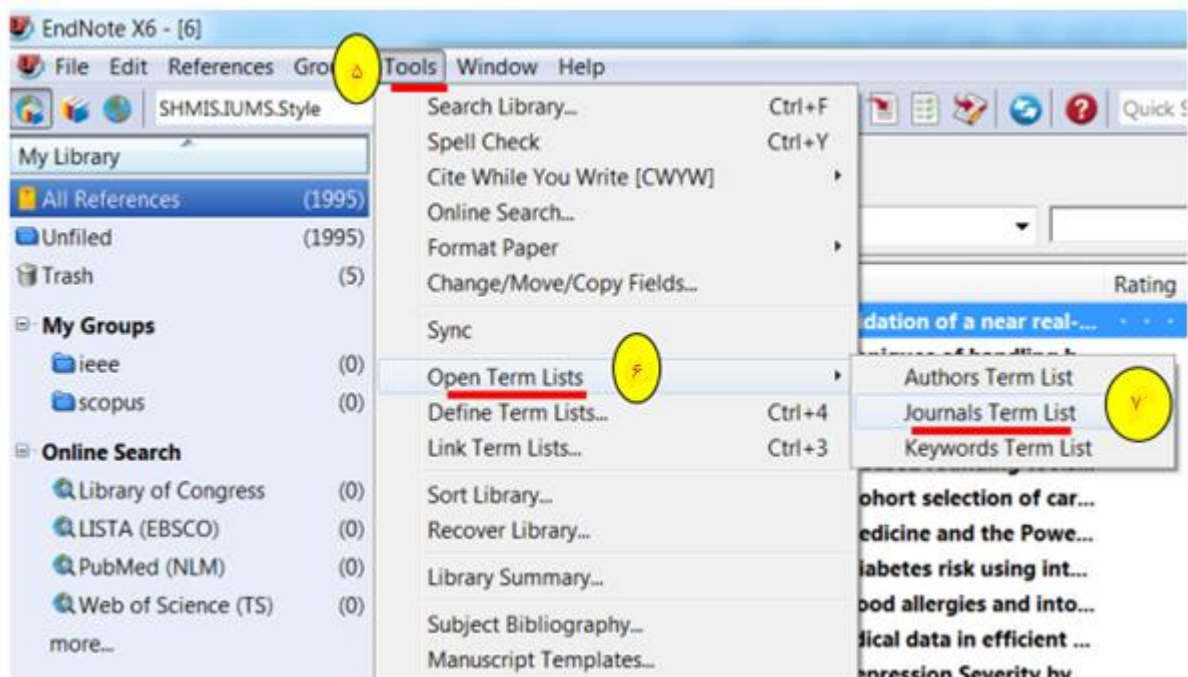 EndNote X6 - [6]
File Edit References Gro ۵ Tools Window Help
SHMIS.IUMS.Style
Quick S
My Library
All References (1995)
Unfiled (1995)
Trash (5)
My Groups
ieee (0)
scopus (0)
Online Search
Library of Congress (0)
LISTA (EBSCO) (0)
PubMed (NLM) (0)
Web of Science (TS) (0)
more...
Search Library... Ctrl+F
Spell Check Ctrl+Y
Cite While You Write [CWYW]
Online Search...
Format Paper
Change/Move/Copy Fields...
Sync
Open Term Lists ۶
Define Term Lists... Ctrl+4
Link Term Lists... Ctrl+3
Sort Library...
Recover Library...
Library Summary...
Subject Bibliography...
Manuscript Templates...
Authors Term List
Journals Term List ۷
Keywords Term List
Rating
idation of a near real-...
ohort selection of car...
edicine and the Powe...
iabetes risk using int...
ood allergies and into...
dical data in efficient ...